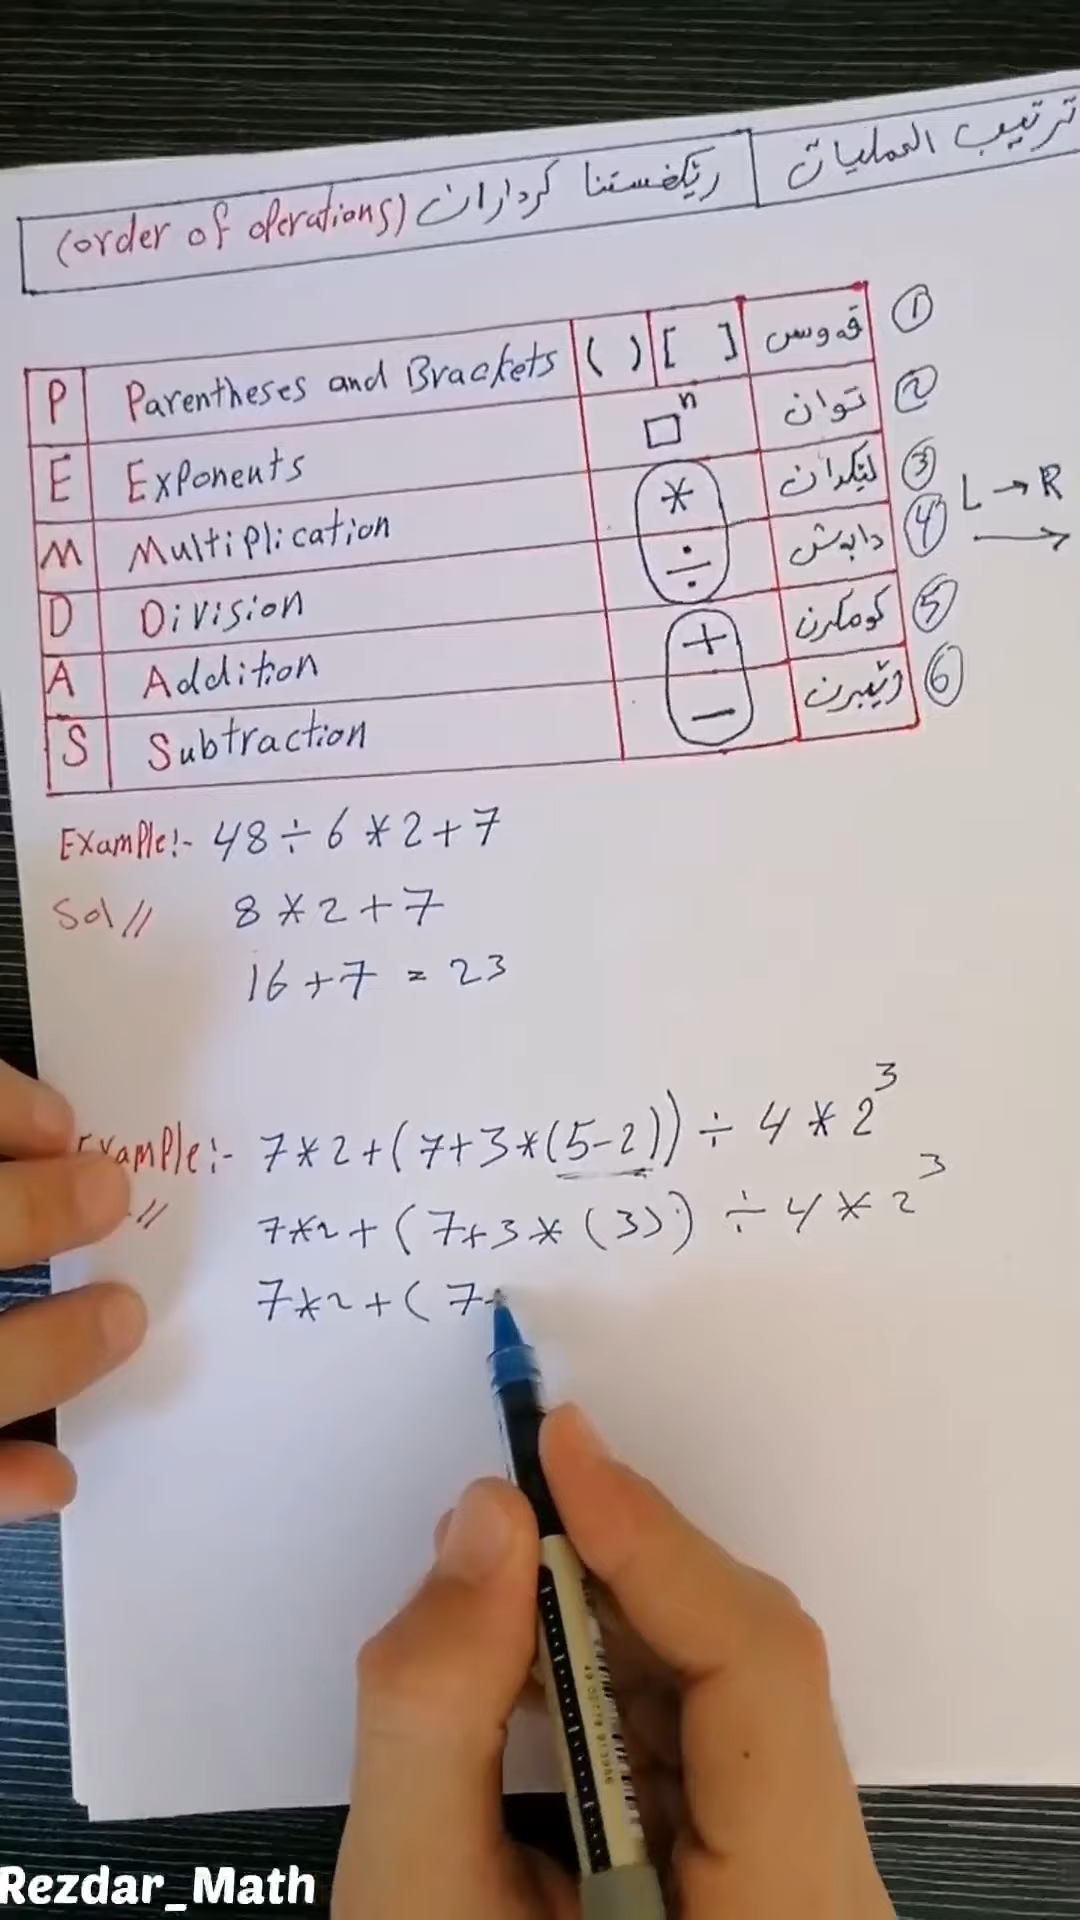 (order of operations) ریکخستنا کرداران | ترتيب العمليات
P Parentheses and Brackets ( ) [ ] قەوس ①
E Exponents □ⁿ توان ②
M Multiplication * لێکدان ③
L → R
D Division ÷ دابەش ④
A Addition + کومکرن ⑤
S Subtraction − ژێبرن ⑥
Example:- 48 ÷ 6 * 2 + 7
Sol // 8 * 2 + 7
16 + 7 = 23
Example:- 7*2+(7+3*(5-2)) ÷ 4 * 2³
// 7*2+(7+3*(3)) ÷ 4 * 2³
7*2+(7+
Rezdar_Math